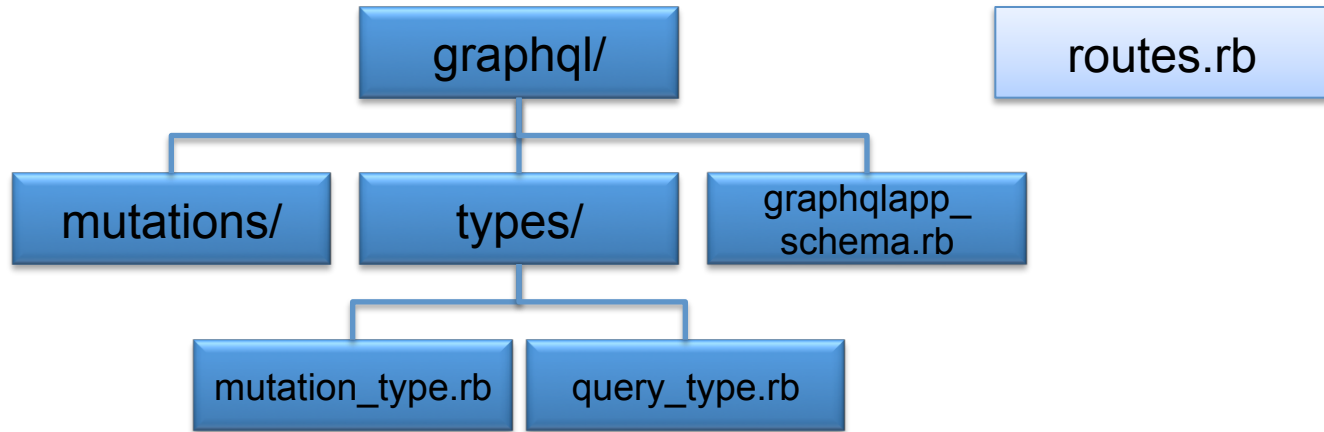 graphql/
routes.rb
mutations/
types/
graphqlapp_
schema.rb
mutation_type.rb
query_type.rb